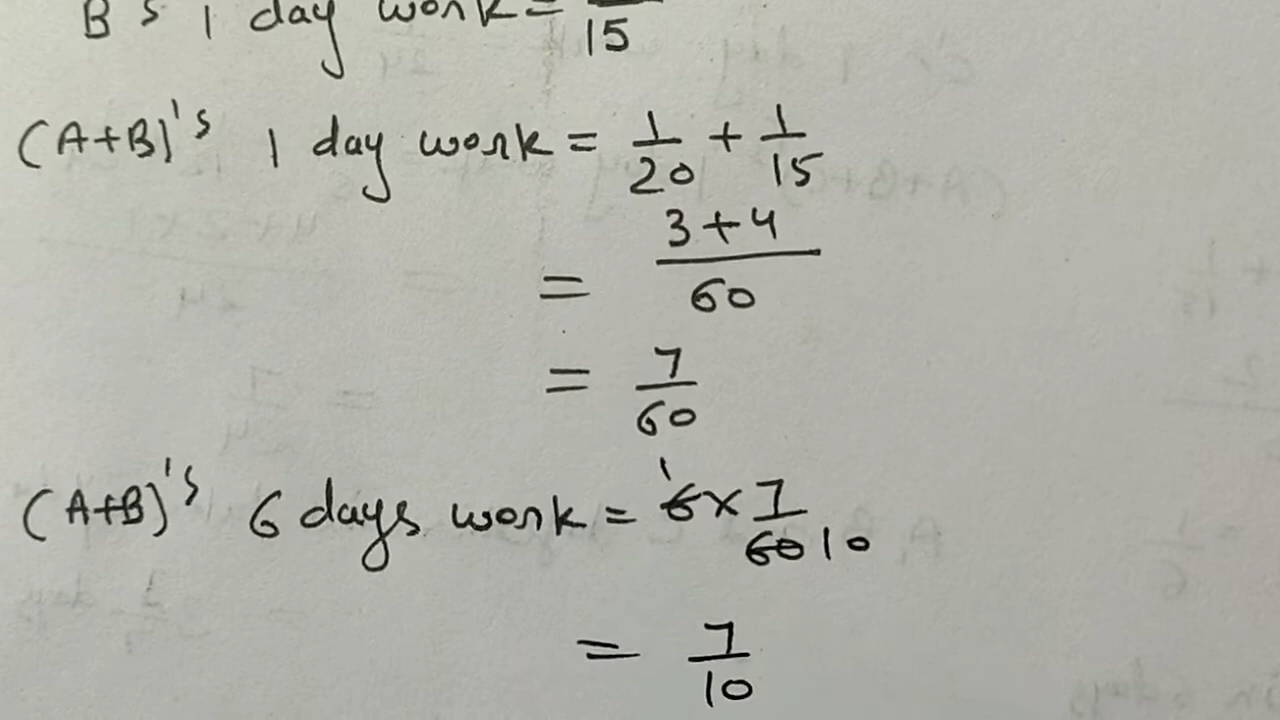 B's 1 day work = 15
(A+B)'s 1 day work = 1/20 + 1/15
= 3+4/60
= 7/60
(A+B)'s 6 days work = 6 1 × 7/60 10
= 7/10